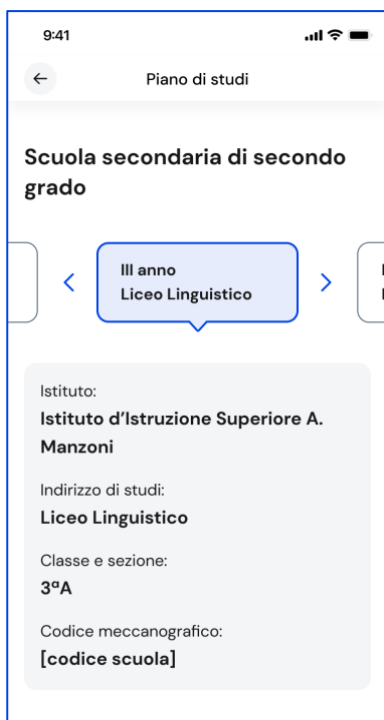 9:41
Piano di studi
Scuola secondaria di secondo
grado
III anno
Liceo Linguistico
Istituto:
Istituto d’Istruzione Superiore A.
Manzoni
Indirizzo di studi:
Liceo Linguistico
Classe e sezione:
3ªA
Codice meccanografico:
[codice scuola]